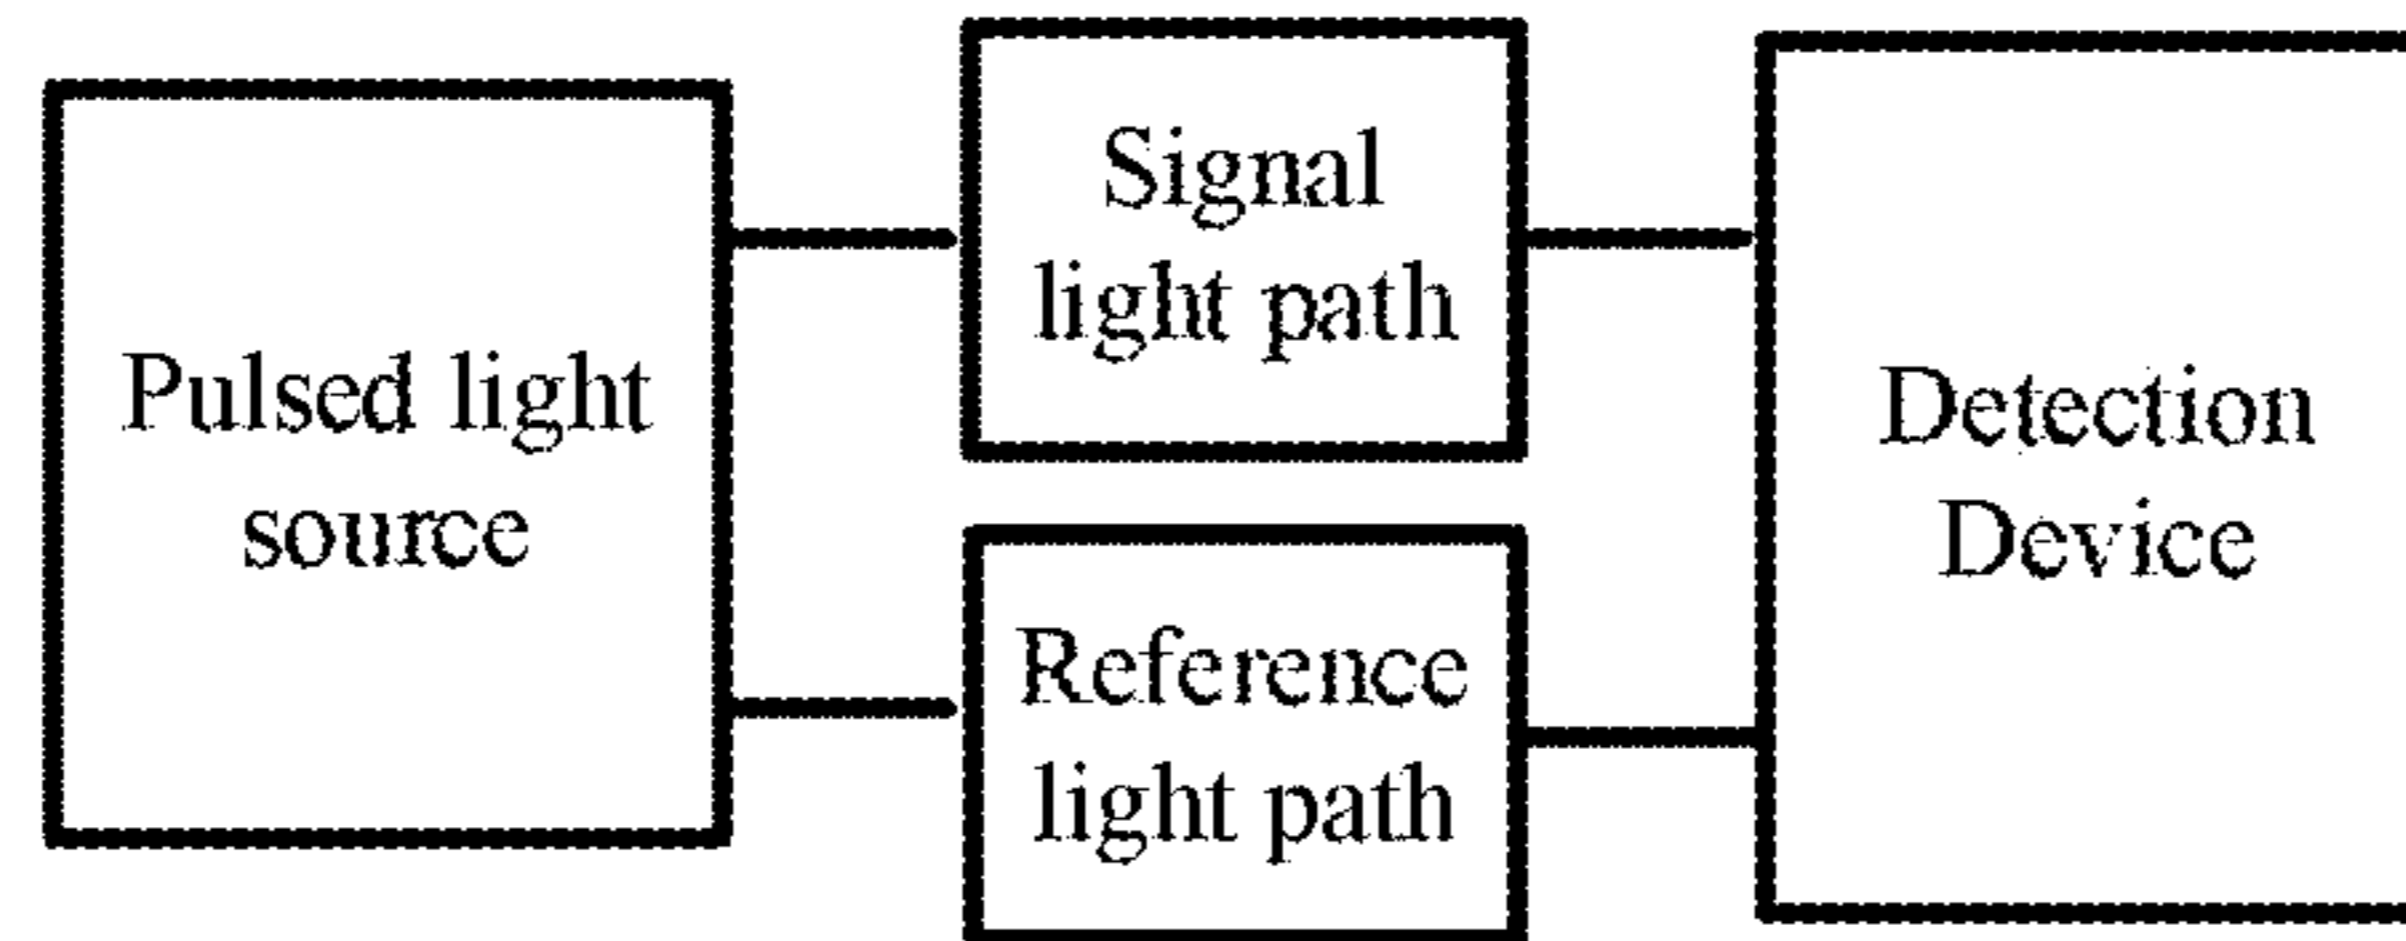 Pulsed light
source
Signal
light path
Reference
light path
Detection
Device